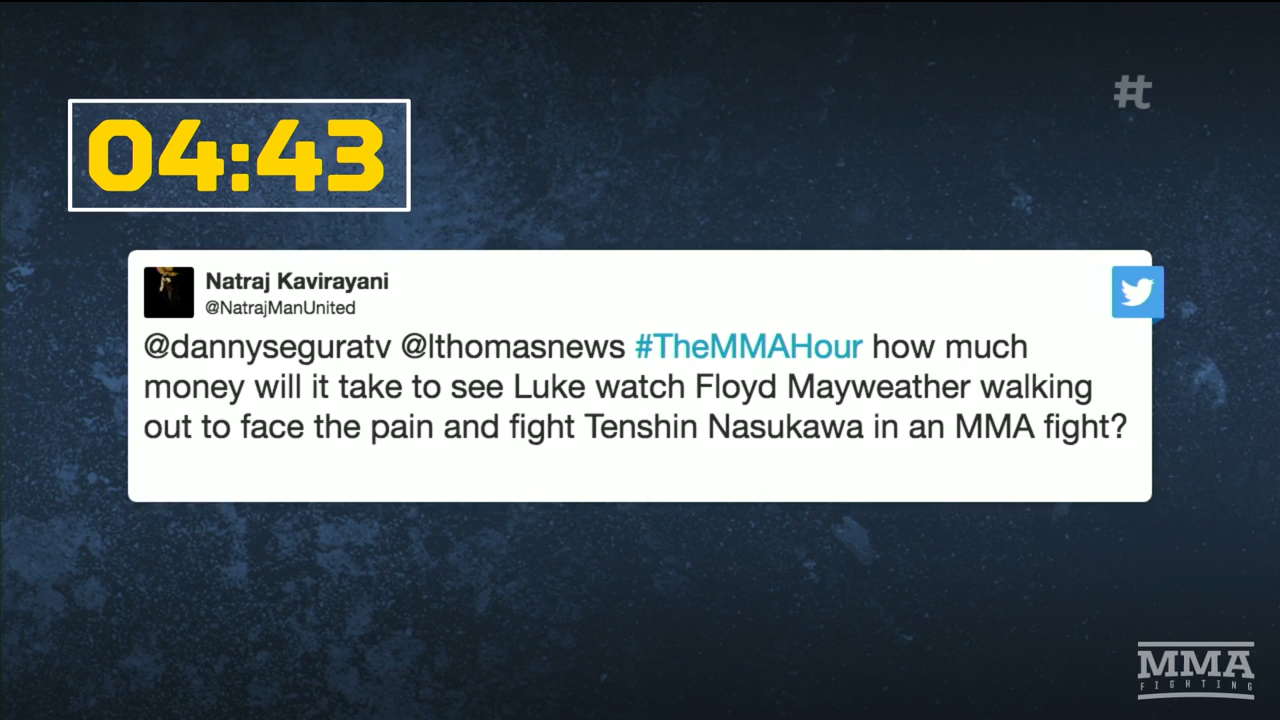 #t
04:43
Natraj Kavirayani
@NatrajManUnited
@dannyseguratv @lthomasnews #TheMMAHour how much
money will it take to see Luke watch Floyd Mayweather walking
out to face the pain and fight Tenshin Nasukawa in an MMA fight?
MMA
FIGHTING